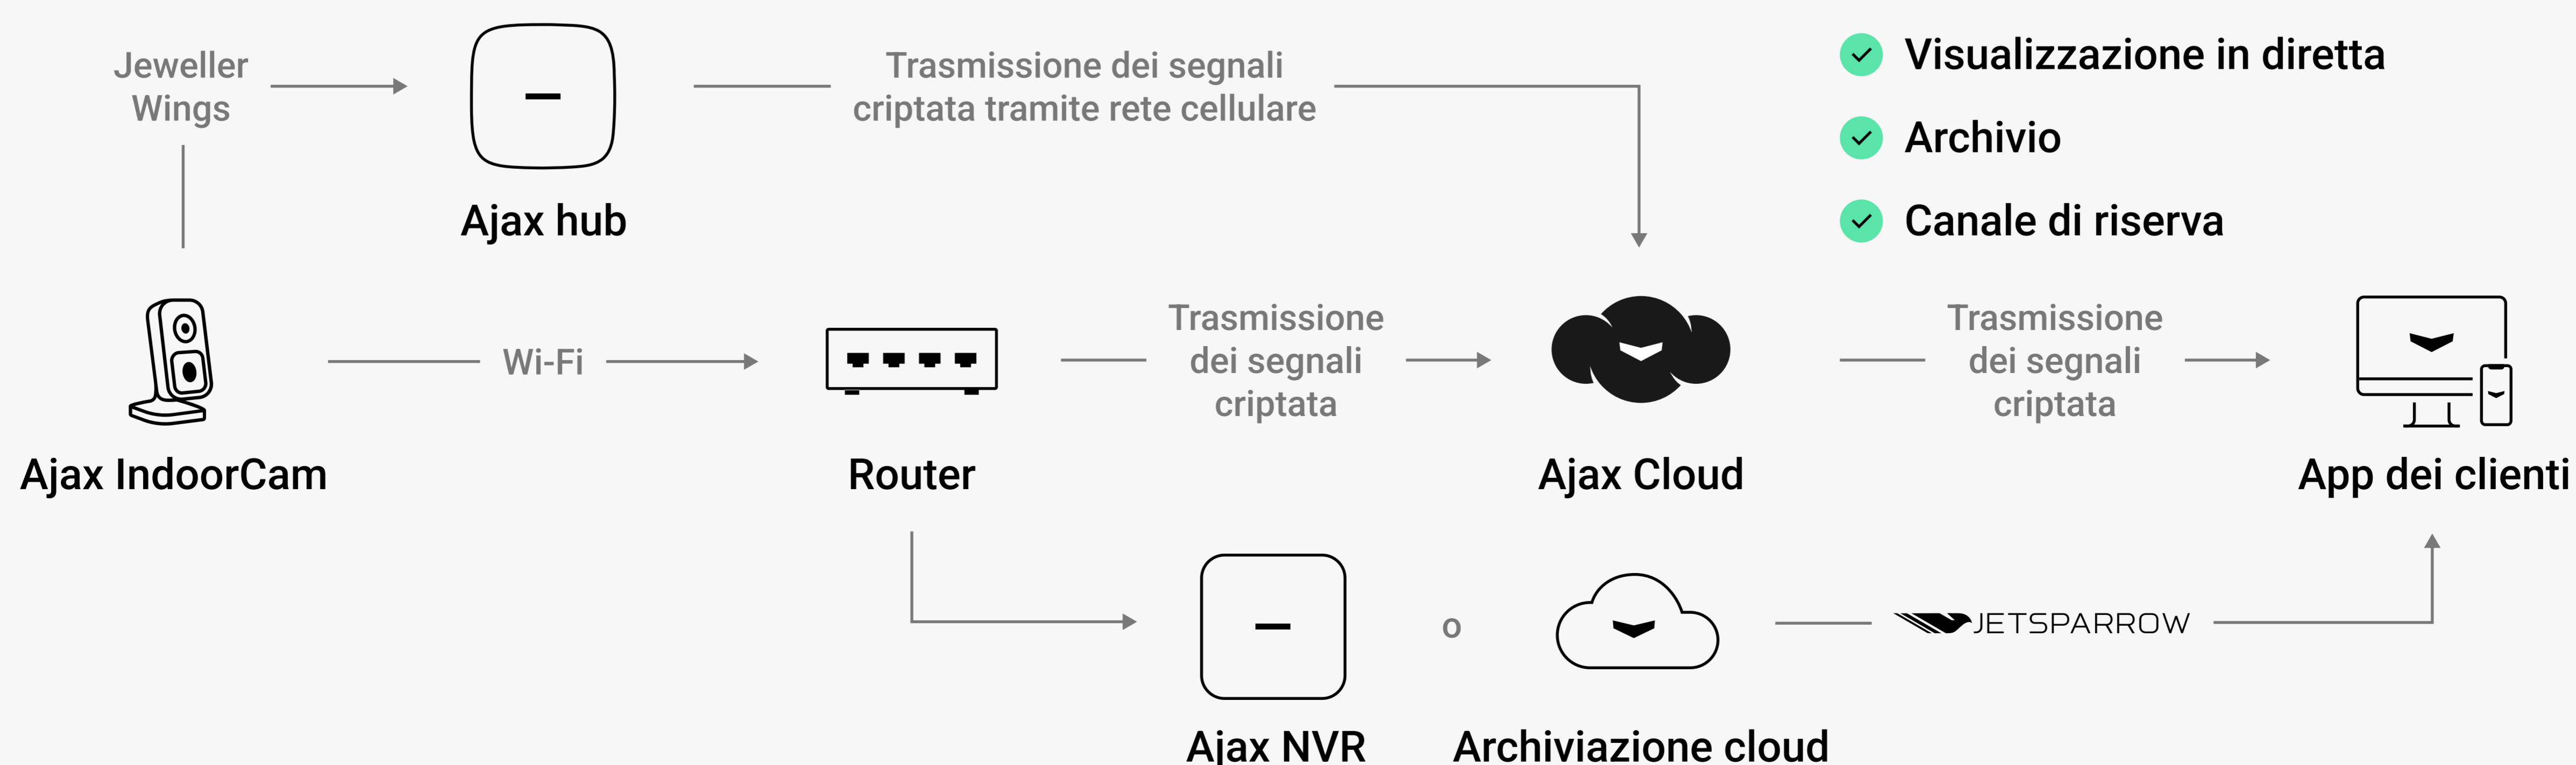 Jeweller
Wings
Trasmissione dei segnali
criptata tramite rete cellulare
Visualizzazione in diretta
Archivio
Canale di riserva
Ajax hub
Wi-Fi
Trasmissione
dei segnali
criptata
Trasmissione
dei segnali
criptata
Ajax IndoorCam
Router
Ajax Cloud
App dei clienti
o
JETSPARROW
Ajax NVR
Archiviazione cloud